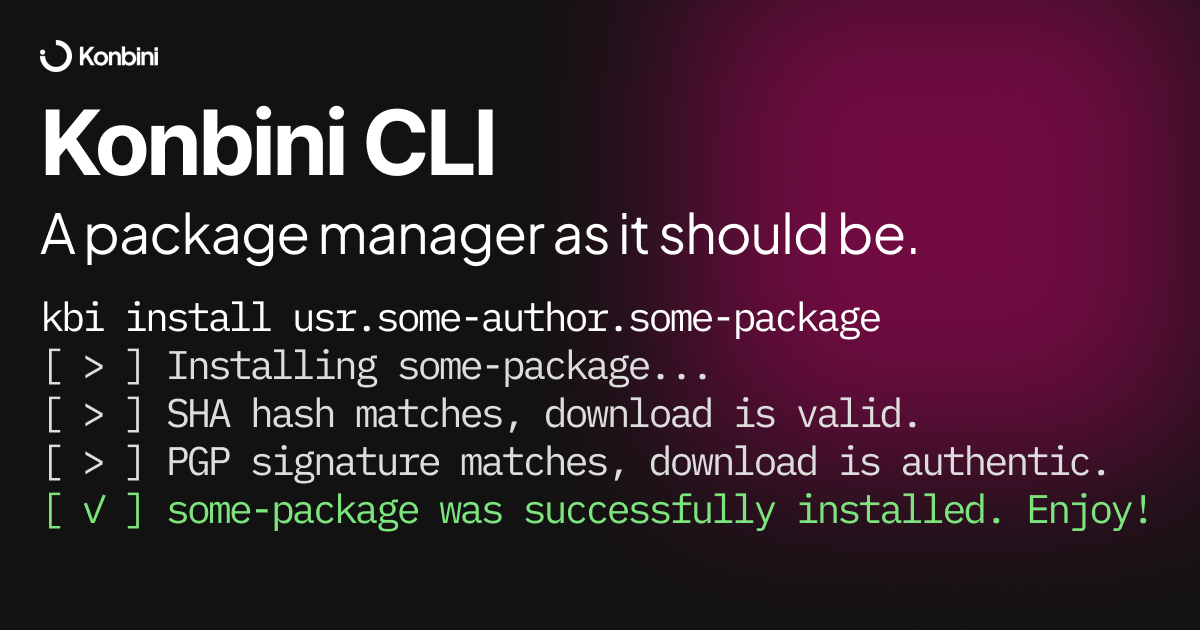 Konbini
Konbini CLI
A package manager as it should be.
kbi install usr.some-author.some-package
[ > ] Installing some-package...
[ > ] SHA hash matches, download is valid.
[ > ] PGP signature matches, download is authentic.
[ √ ] some-package was successfully installed. Enjoy!